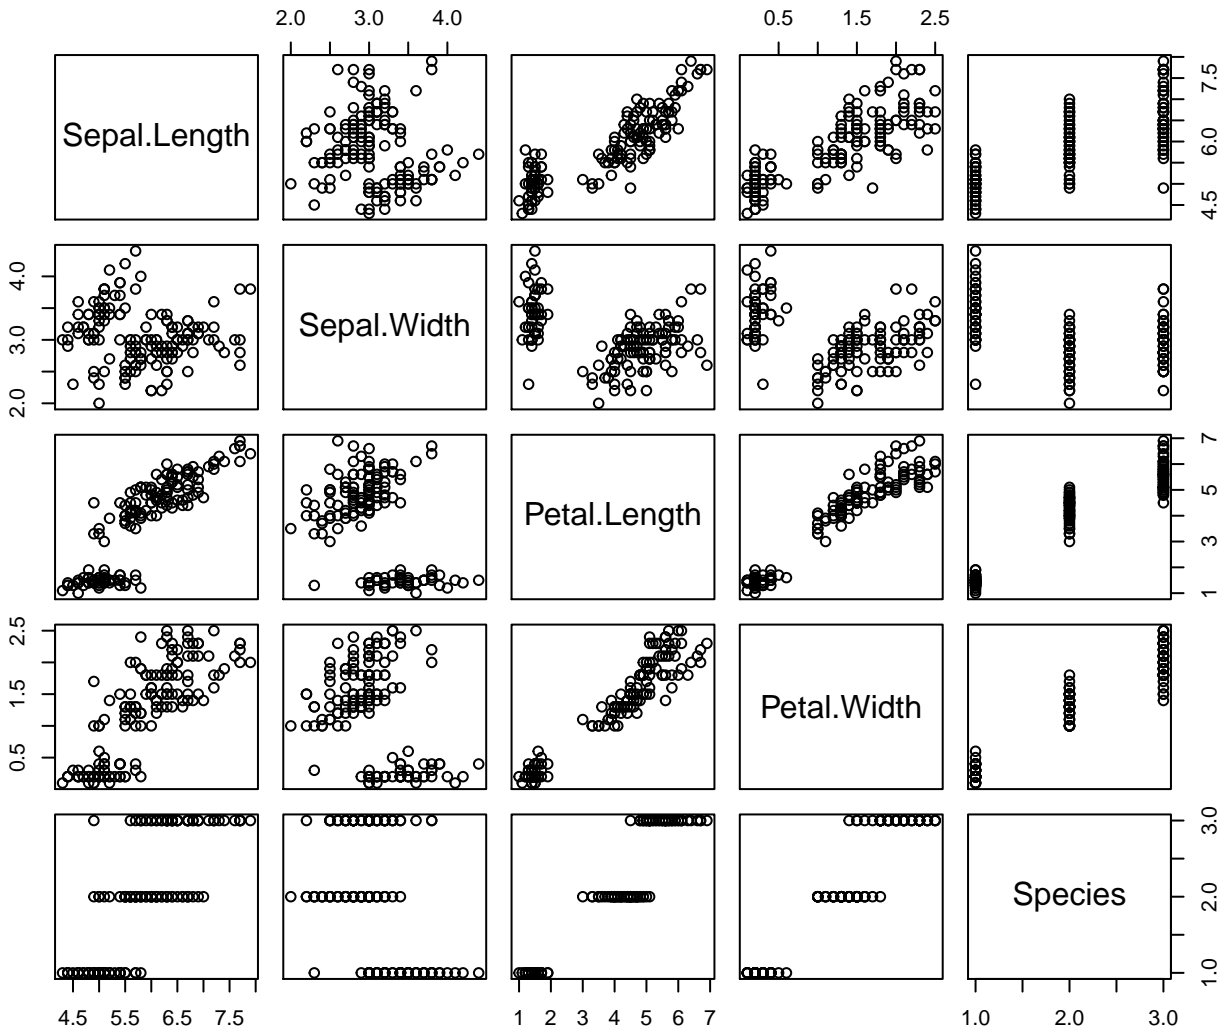 2.0 3.0 4.0 0.5 1.5 2.5
Sepal.Length 4.5 6.0 7.5
2.0 3.0 4.0 Sepal.Width
Petal.Length 1 3 5 7
0.5 1.5 2.5 Petal.Width
Species 1.0 2.0 3.0
4.5 5.5 6.5 7.5 1 2 3 4 5 6 7 1.0 2.0 3.0